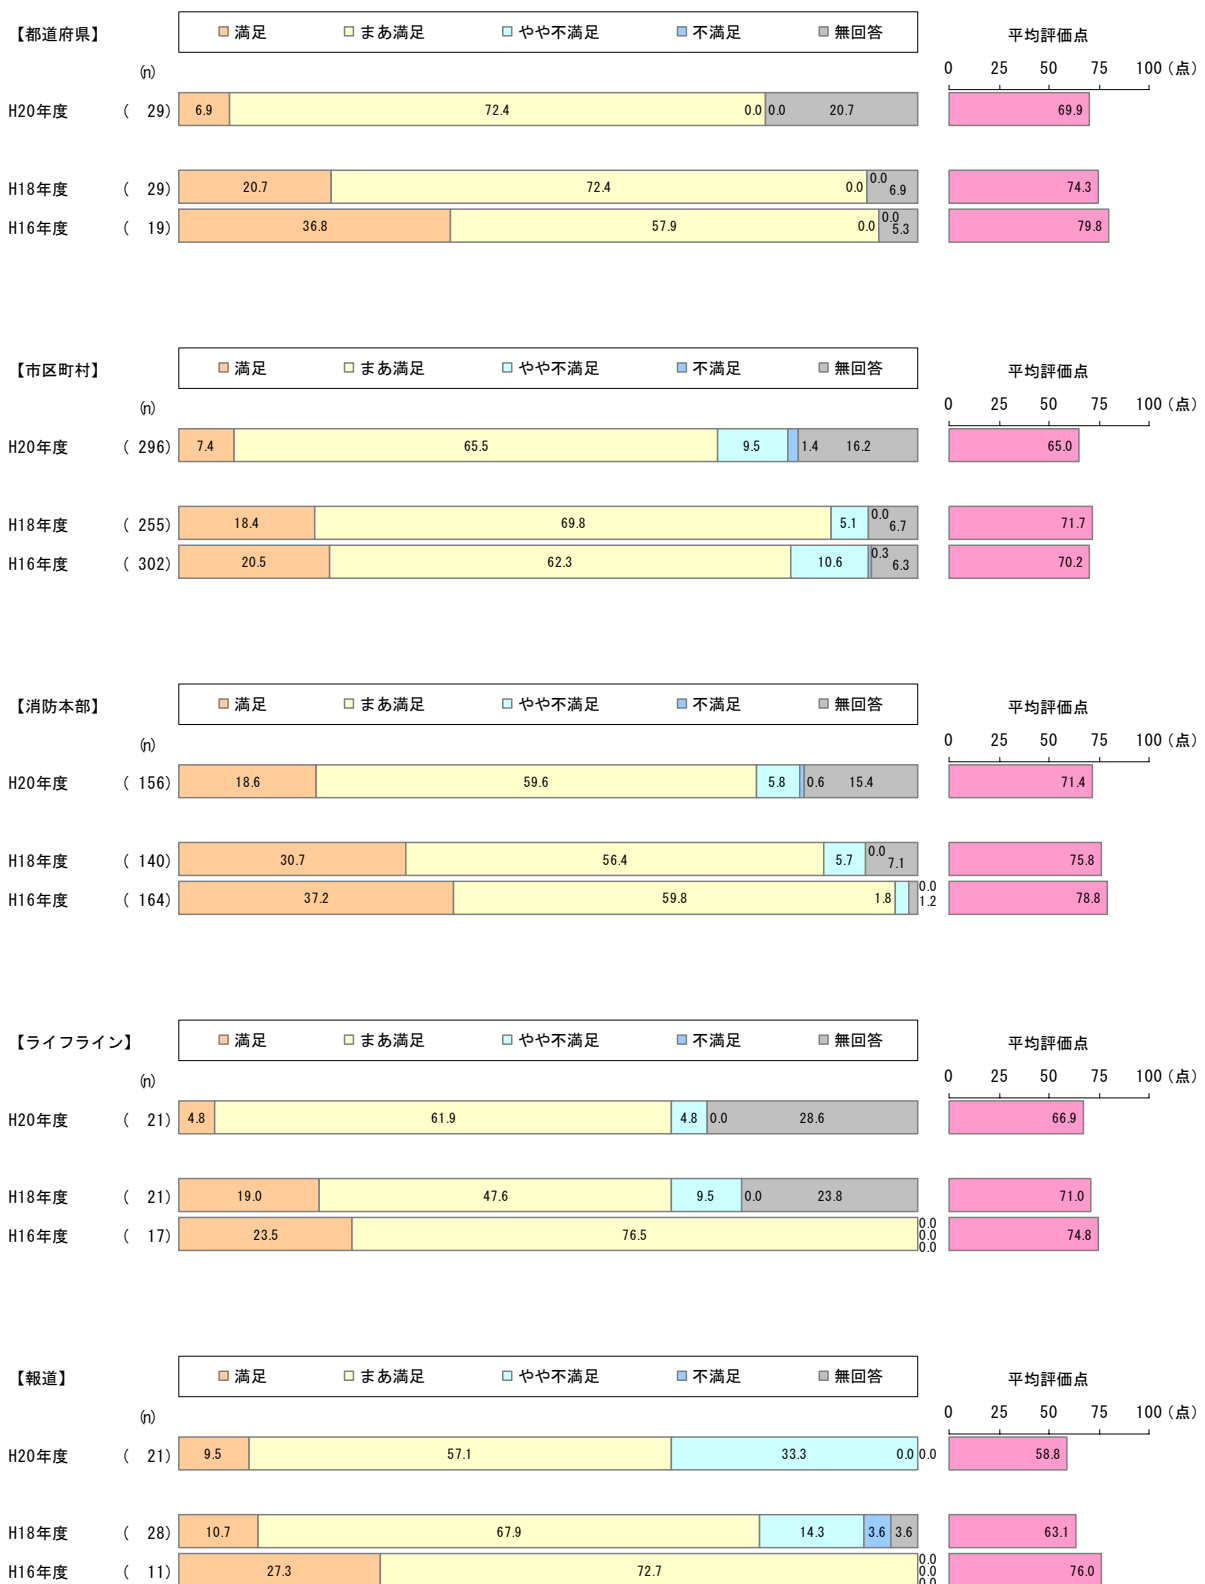 【都道府県】 満足 まあ満足 やや不満足 不満足 無回答 平均評価点
(n) 0 25 50 75 100(点)
H20年度 ( 29) 6.9 72.4 0.0 0.0 20.7 69.9
H18年度 ( 29) 20.7 72.4 0.0 0.0 6.9 74.3
H16年度 ( 19) 36.8 57.9 0.0 0.0 5.3 79.8
【市区町村】 満足 まあ満足 やや不満足 不満足 無回答 平均評価点
(n) 0 25 50 75 100(点)
H20年度 ( 296) 7.4 65.5 9.5 1.4 16.2 65.0
H18年度 ( 255) 18.4 69.8 5.1 0.0 6.7 71.7
H16年度 ( 302) 20.5 62.3 10.6 0.3 6.3 70.2
【消防本部】 満足 まあ満足 やや不満足 不満足 無回答 平均評価点
(n) 0 25 50 75 100(点)
H20年度 ( 156) 18.6 59.6 5.8 0.6 15.4 71.4
H18年度 ( 140) 30.7 56.4 5.7 0.0 7.1 75.8
H16年度 ( 164) 37.2 59.8 1.8 0.0 1.2 78.8
【ライフライン】 満足 まあ満足 やや不満足 不満足 無回答 平均評価点
(n) 0 25 50 75 100(点)
H20年度 ( 21) 4.8 61.9 4.8 0.0 28.6 66.9
H18年度 ( 21) 19.0 47.6 9.5 0.0 23.8 71.0
H16年度 ( 17) 23.5 76.5 0.0 0.0 0.0 74.8
【報道】 満足 まあ満足 やや不満足 不満足 無回答 平均評価点
(n) 0 25 50 75 100(点)
H20年度 ( 21) 9.5 57.1 33.3 0.0 0.0 58.8
H18年度 ( 28) 10.7 67.9 14.3 3.6 3.6 63.1
H16年度 ( 11) 27.3 72.7 0.0 0.0 0.0 76.0